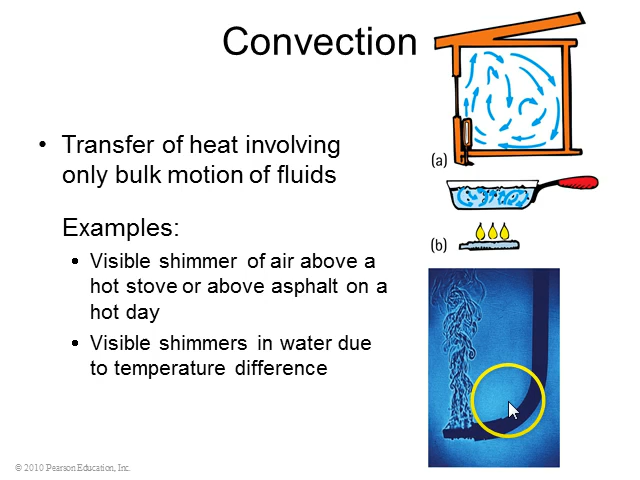 Convection
• Transfer of heat involving
only bulk motion of fluids
Examples:
• Visible shimmer of air above a
hot stove or above asphalt on a
hot day
• Visible shimmers in water due
to temperature difference
(a)
(b)
© 2010 Pearson Education, Inc.